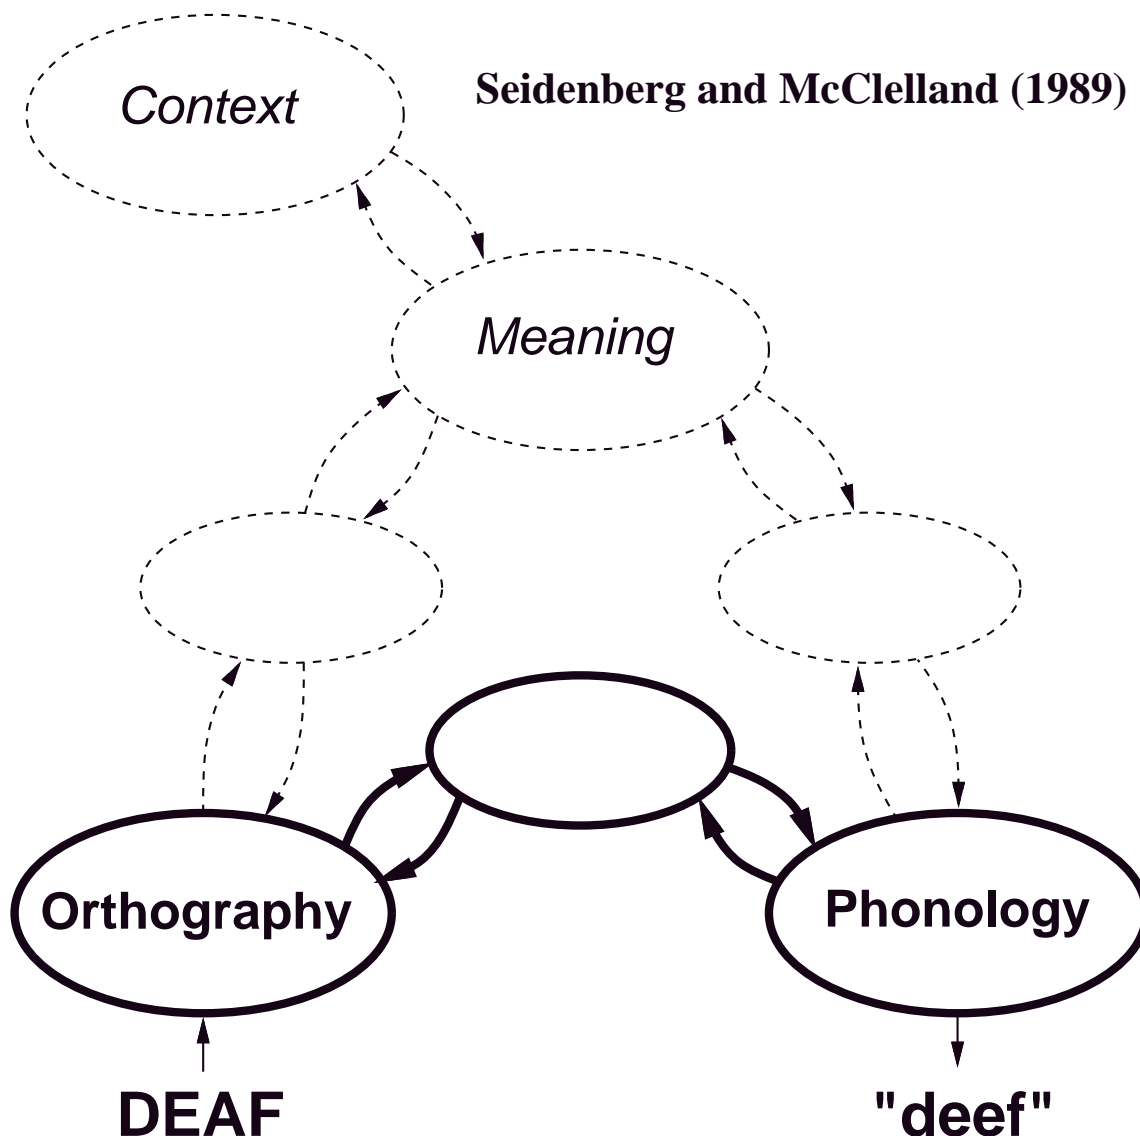 Seidenberg and McClelland (1989)
Context
Meaning
Orthography
Phonology
DEAF
"deef"